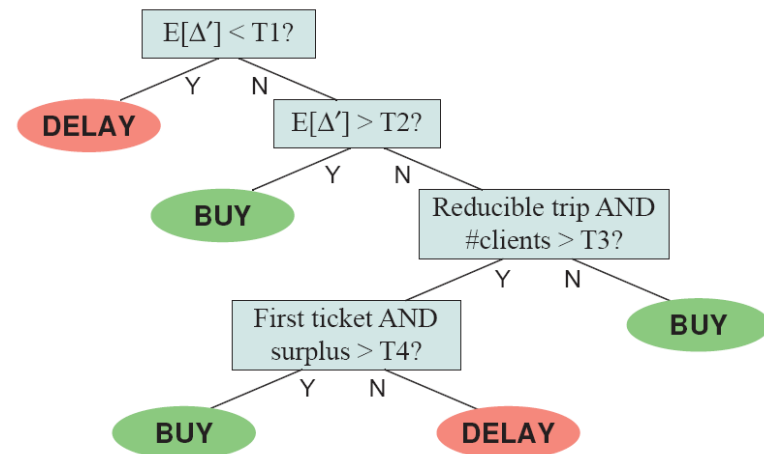 E[Δ′] < T1?
Y
N
DELAY
E[Δ′] > T2?
Y
N
BUY
Reducible trip AND
#clients > T3?
Y
N
First ticket AND
surplus > T4?
BUY
Y
N
BUY
DELAY